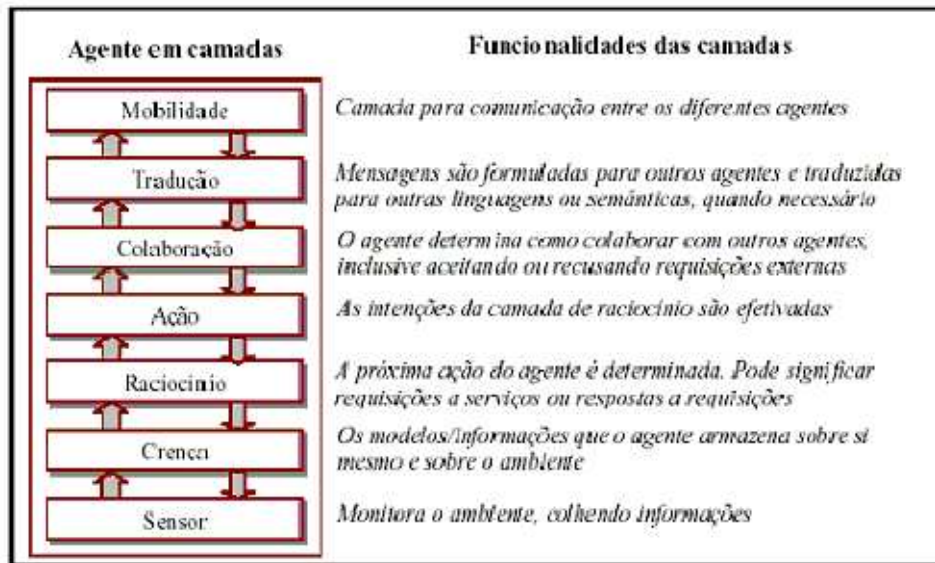 Agente em camadas
Funcionalidades das camadas
Mobilidade
Camada para comunicação entre os diferentes agentes
Tradução
Mensagens são formuladas para outros agentes e traduzidas
para outras linguagens ou semânticas, quando necessário
Colaboração
O agente determina como colaborar com outros agentes,
inclusive aceitando ou recusando requisições externas
Ação
As intenções da camada de raciocínio são efetivadas
Raciocínio
A próxima ação do agente é determinada. Pode significar
requisições a serviços ou respostas a requisições
Crença
Os modelos/informações que o agente armazena sobre si
mesmo e sobre o ambiente
Sensor
Monitora o ambiente, colhendo informações